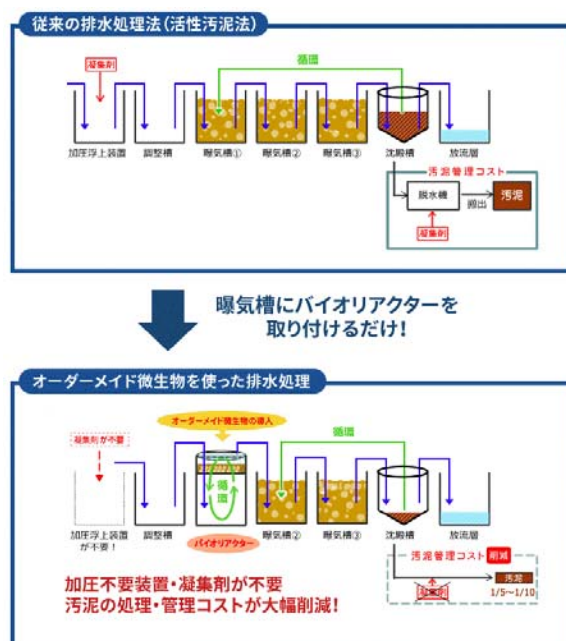 従来の排水処理法(活性汚泥法)
凝集剤
循環
加圧浮上装置
調整槽
曝気槽①
曝気槽②
曝気槽③
沈殿槽
放流層
汚泥管理コスト
脱水機
搬出
汚泥
凝集剤
曝気槽にバイオリアクターを
取り付けるだけ!
オーダーメイド微生物を使った排水処理
オーダーメイド微生物の導入
凝集剤が不要
循環
循環
加圧浮上装置
が不要!
調整槽
バイオリアクター
曝気槽②
曝気槽③
沈殿槽
放流層
汚泥管理コスト 削減
凝集剤
汚泥
1/5〜1/10
加圧不要装置・凝集剤が不要
汚泥の処理・管理コストが大幅削減!